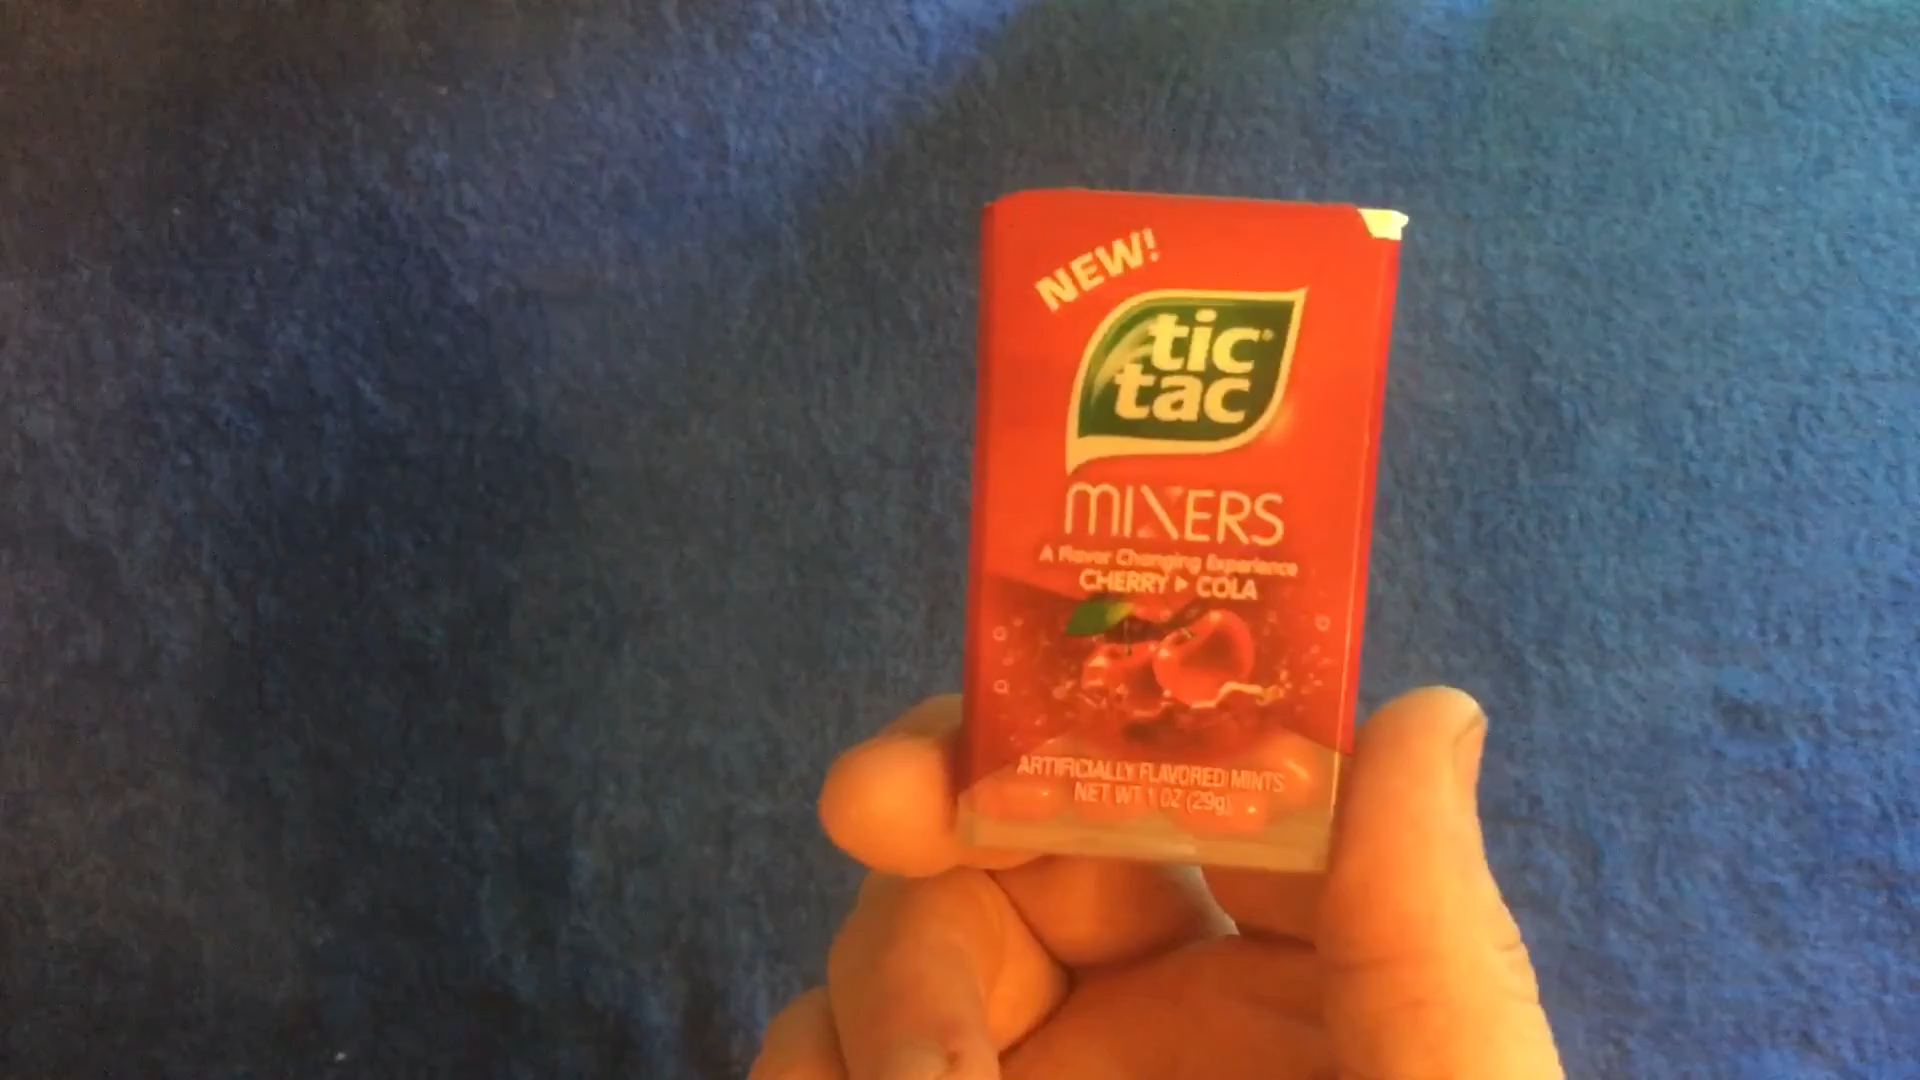 NEW!
tic
tac
MIXERS
A Flavor Changing Experience
CHERRY ▸ COLA
ARTIFICIALLY FLAVORED MINTS
NET WT 1 OZ (29g)